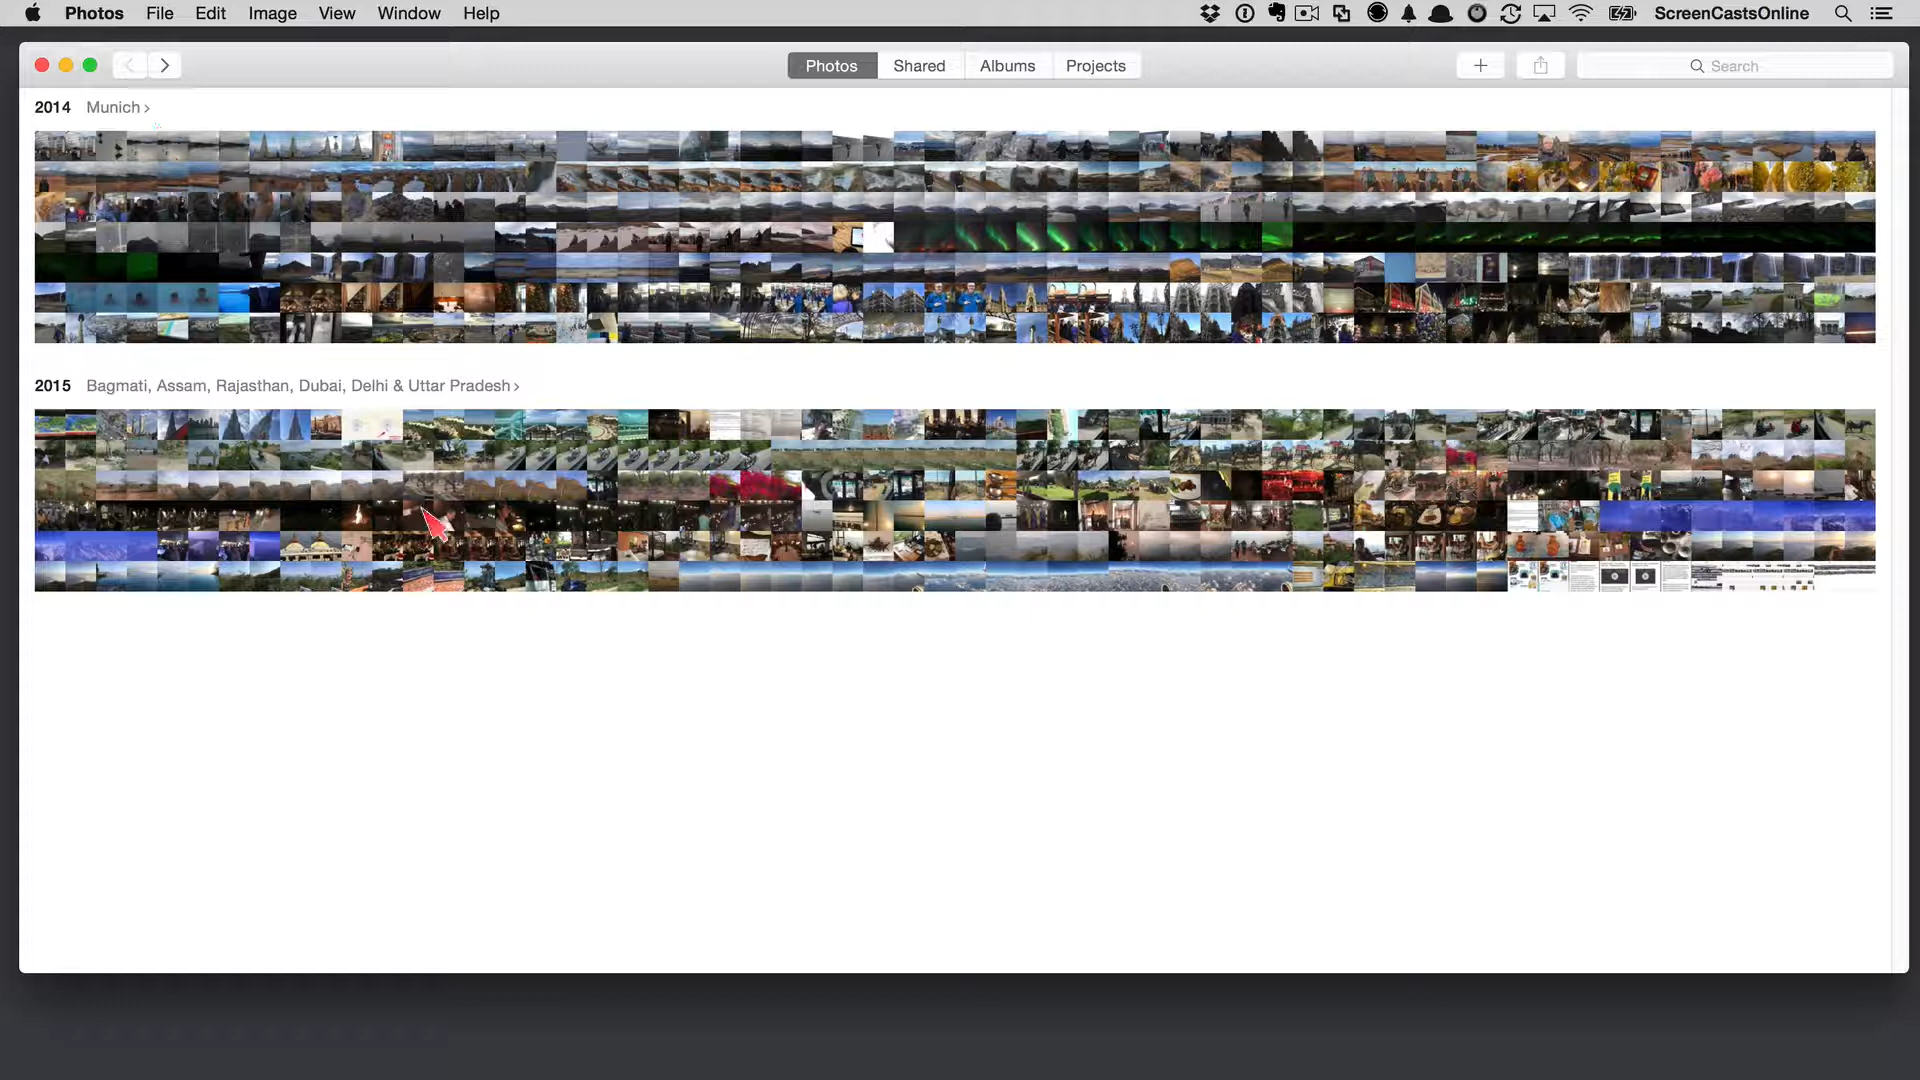 Photos File Edit Image View Window Help ScreenCastsOnline
Photos Shared Albums Projects Search
2014 Munich
2015 Bagmati, Assam, Rajasthan, Dubai, Delhi & Uttar Pradesh